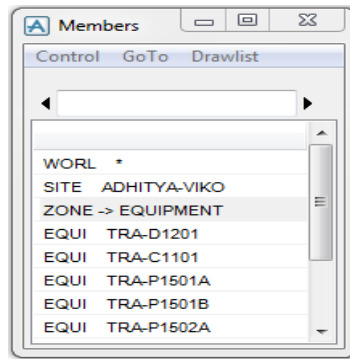 Members
Control GoTo Drawlist
WORL *
SITE ADHITYA-VIKO
ZONE -> EQUIPMENT
EQUI TRA-D1201
EQUI TRA-C1101
EQUI TRA-P1501A
EQUI TRA-P1501B
EQUI TRA-P1502A